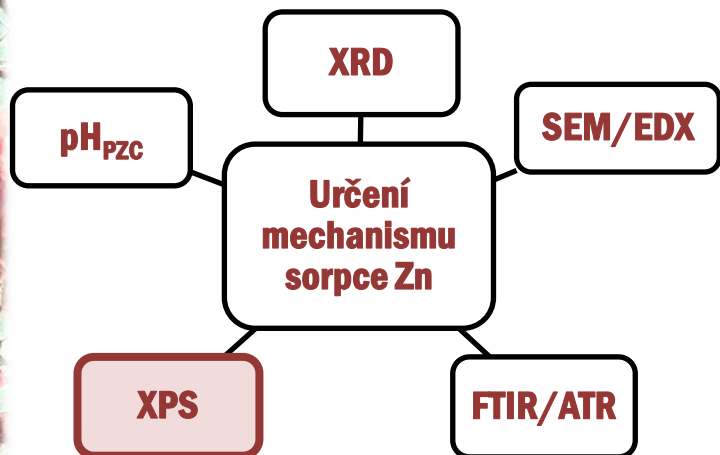 XRD
pH_PZC
SEM/EDX
Určení
mechanismu
sorpce Zn
XPS
FTIR/ATR